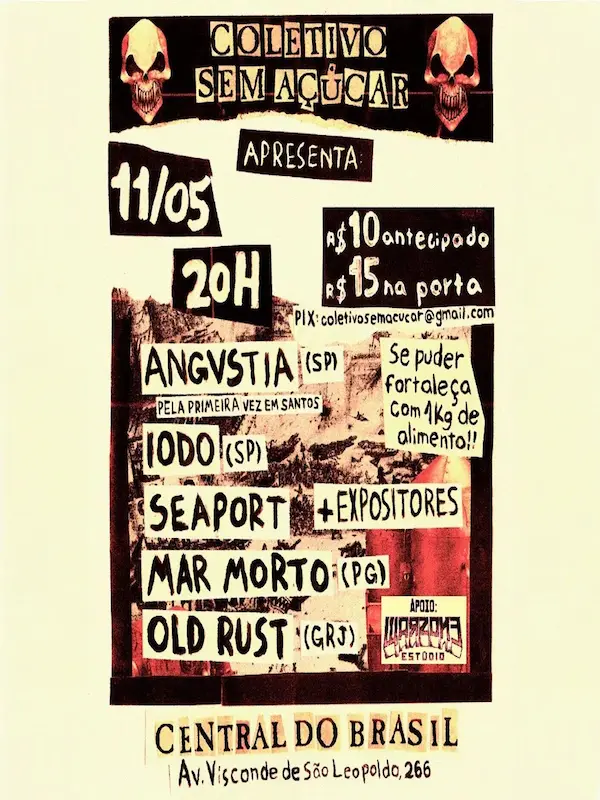 COLETIVO
SEM AÇÚCAR
APRESENTA:
11/05
20H
R$10 antecipado
R$15 na porta
PIX: coletivosemacucar@gmail.com
ANGVSTIA (SP)
PELA PRIMEIRA VEZ EM SANTOS
Se puder
fortaleça
com 1Kg de
alimento!!
IODO (SP)
SEAPORT
+EXPOSITORES
MAR MORTO (PG)
OLD RUST (GRJ)
APOIO:
WARZONE
ESTÚDIO
CENTRAL DO BRASIL
Av. Visconde de São Leopoldo, 266